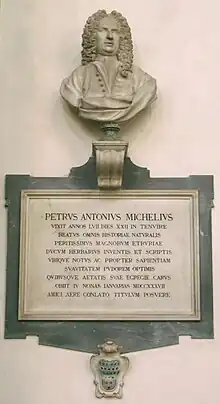 PETRVS ANTONIVS MICHELIVS
VIXIT ANNOS LVII DIES XXII IN TENVI RE
BEATVS OMNIS HISTORIAE NATVRALIS
PERITISSIMVS MAGNORVM ETRVRIAE
DVCVM HERBARIVS INVENTIS ET SCRIPTIS
VBIQVE NOTVS AC PROPTER SAPIENTIAM
SVAVITATEM PVDOREM OPTIMIS
QVIBVSQVE AETATIS SVAE EGREGIE CARVS
OBIIT IV NONAS IANVARIAS MDCCXXXVII
AMICI AERE CONLATO TITVLVM POSVERE